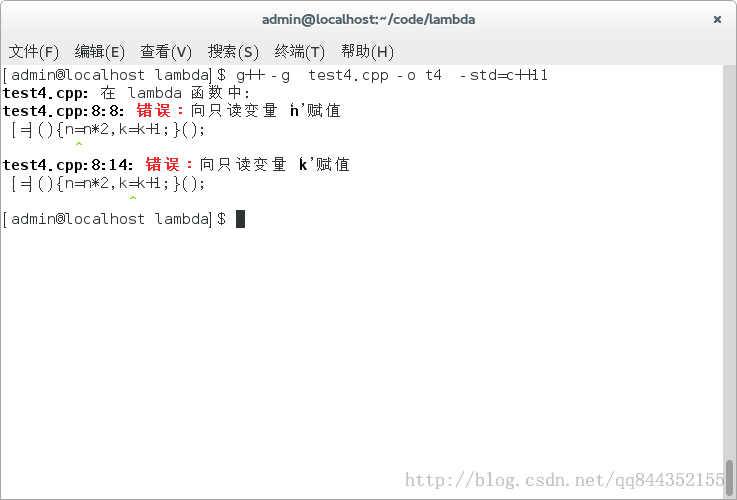 admin@localhost:~/code/lambda ×
文件(F) 编辑(E) 查看(V) 搜索(S) 终端(T) 帮助(H)
[admin@localhost lambda]$ g++ -g  test4.cpp -o t4  -std=c++11
test4.cpp: 在 lambda 函数中:
test4.cpp:8:8: 错误：向只读变量 ‘n’赋值
 [=](){n=n*2,k=k+1;}();
        ^
test4.cpp:8:14: 错误：向只读变量 ‘k’赋值
 [=](){n=n*2,k=k+1;}();
              ^
[admin@localhost lambda]$
http://blog.csdn.net/qq844352155